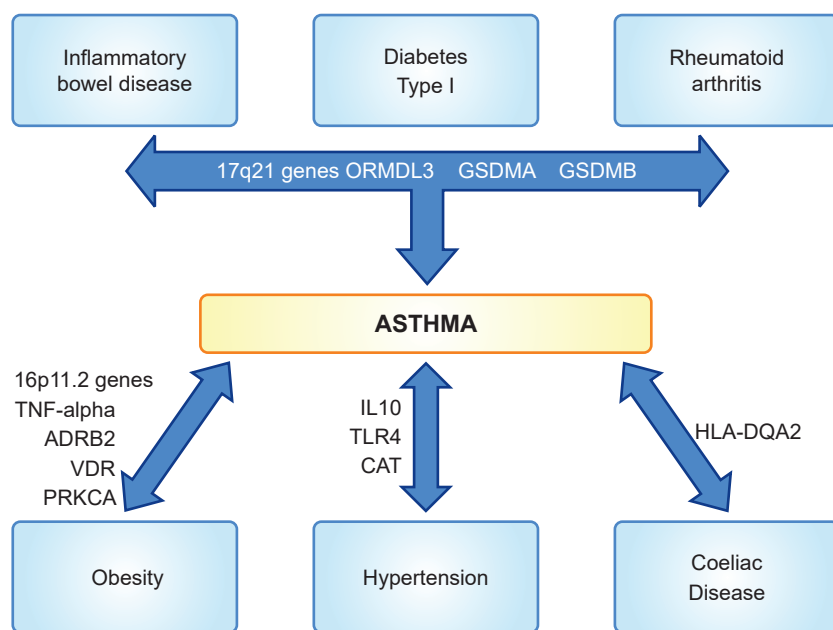 Inflammatory
bowel disease
Diabetes
Type I
Rheumatoid
arthritis
17q21 genes ORMDL3 GSDMA GSDMB
ASTHMA
16p11.2 genes
TNF-alpha
ADRB2
VDR
PRKCA
IL10
TLR4
CAT
HLA-DQA2
Obesity
Hypertension
Coeliac
Disease